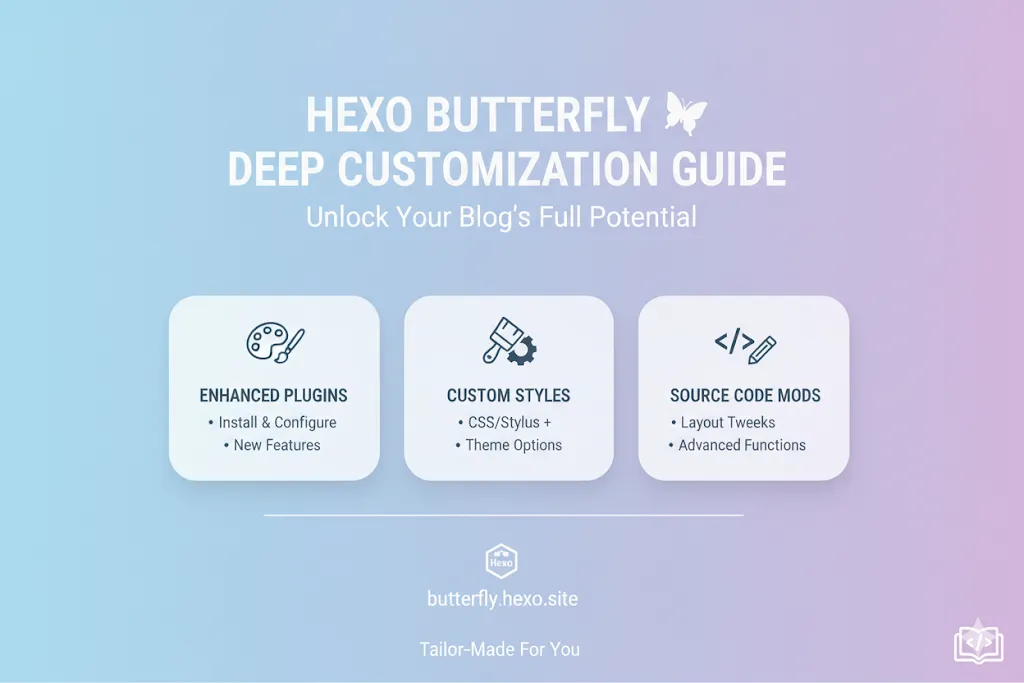 HEXO BUTTERFLY
DEEP CUSTOMIZATION GUIDE
Unlock Your Blog's Full Potential
ENHANCED PLUGINS
• Install & Configure
• New Features
CUSTOM STYLES
• CSS/Stylus +
• Theme Options
SOURCE CODE MODS
• Layout Tweeks
• Advanced Functions
Hexo
butterfly.hexo.site
Tailor-Made For You
</>